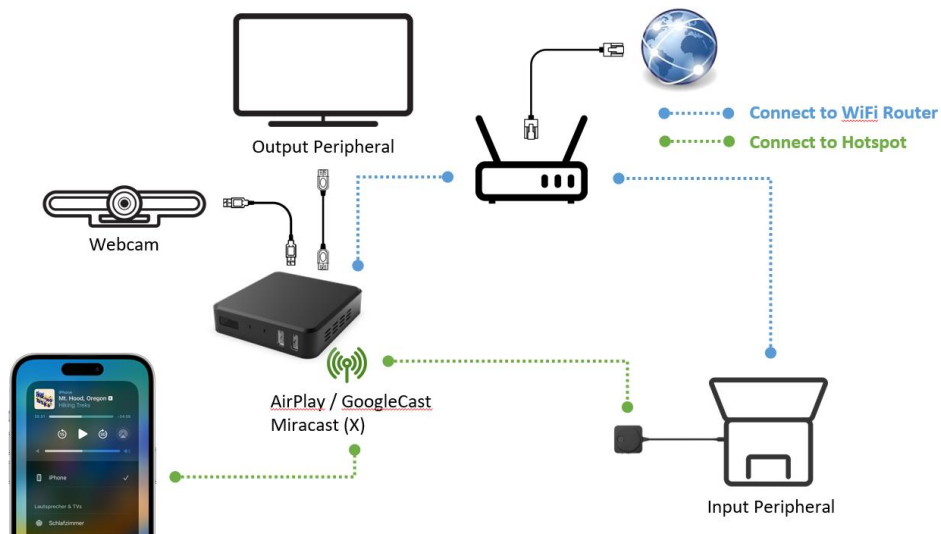 Connect to WiFi Router
Connect to Hotspot
Output Peripheral
Webcam
AirPlay / GoogleCast
Miracast (X)
iPhone
Mt. Hood, Oregon
Hiking Treks
iPhone
Lautsprecher & TVs
Schlafzimmer
Input Peripheral